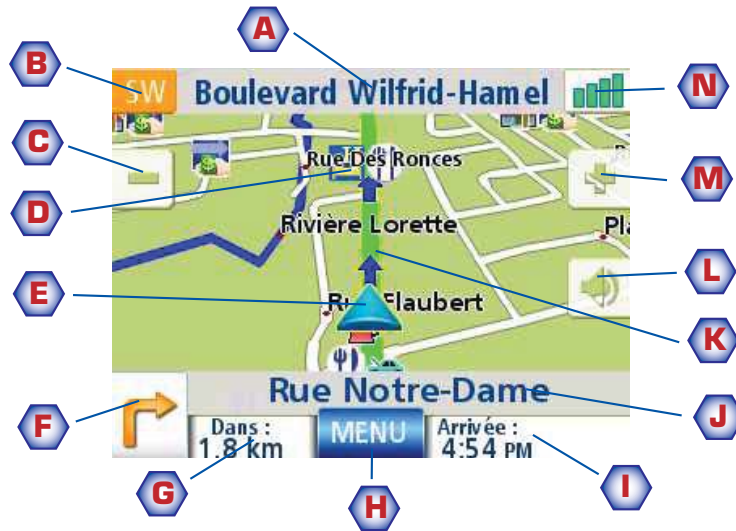 A
B
SW
Boulevard Wilfrid-Hamel
N
C
Rue Des Ronces
M
D
Rivière Lorette
E
L
Flaubert
K
Rue Notre-Dame
J
F
Dans :
1.8 km
MENU
Arrivée :
4:54 PM
G
H
I